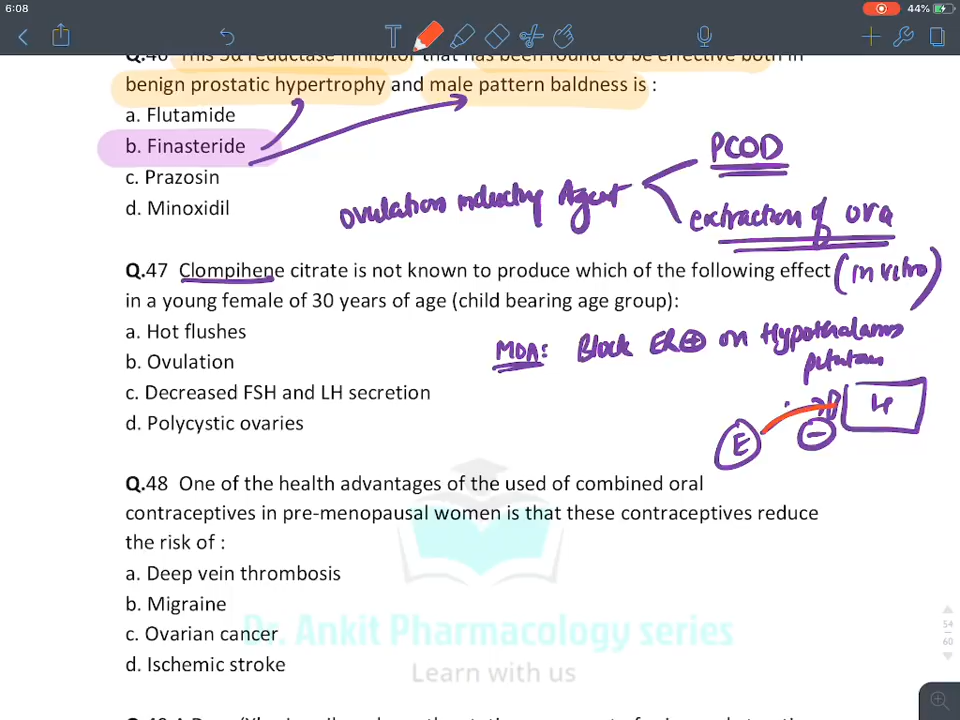 6:08
44%
T
Q.46 This 5α reductase inhibitor that has been found to be effective both in
benign prostatic hypertrophy and male pattern baldness is :
a. Flutamide
b. Finasteride
c. Prazosin
d. Minoxidil
PCOD
ovulation inducing Agent
extraction of ova
(in vitro)
Q.47 Clompihene citrate is not known to produce which of the following effect
in a young female of 30 years of age (child bearing age group):
a. Hot flushes
b. Ovulation
c. Decreased FSH and LH secretion
d. Polycystic ovaries
MOA: Block ER⊕ on Hypothalamus
E
Q.48 One of the health advantages of the used of combined oral
contraceptives in pre-menopausal women is that these contraceptives reduce
the risk of :
a. Deep vein thrombosis
b. Migraine
c. Ovarian cancer
d. Ischemic stroke
Dr. Ankit Pharmacology series
Learn with us
54
60